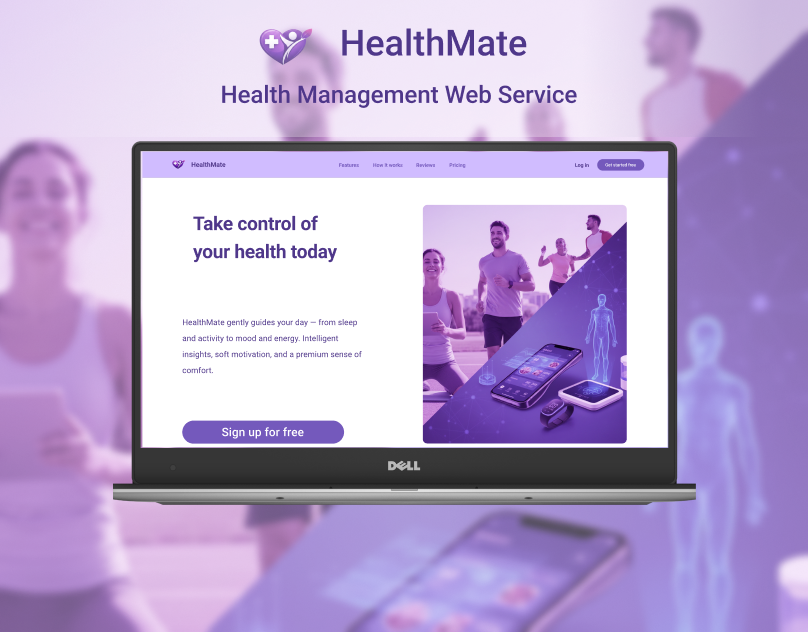 HealthMate
Health Management Web Service
HealthMate
Features
How it works
Reviews
Pricing
Log in
Get started free
Take control of
your health today
HealthMate gently guides your day — from sleep
and activity to mood and energy. Intelligent
insights, soft motivation, and a premium sense of
comfort.
Sign up for free
DELL